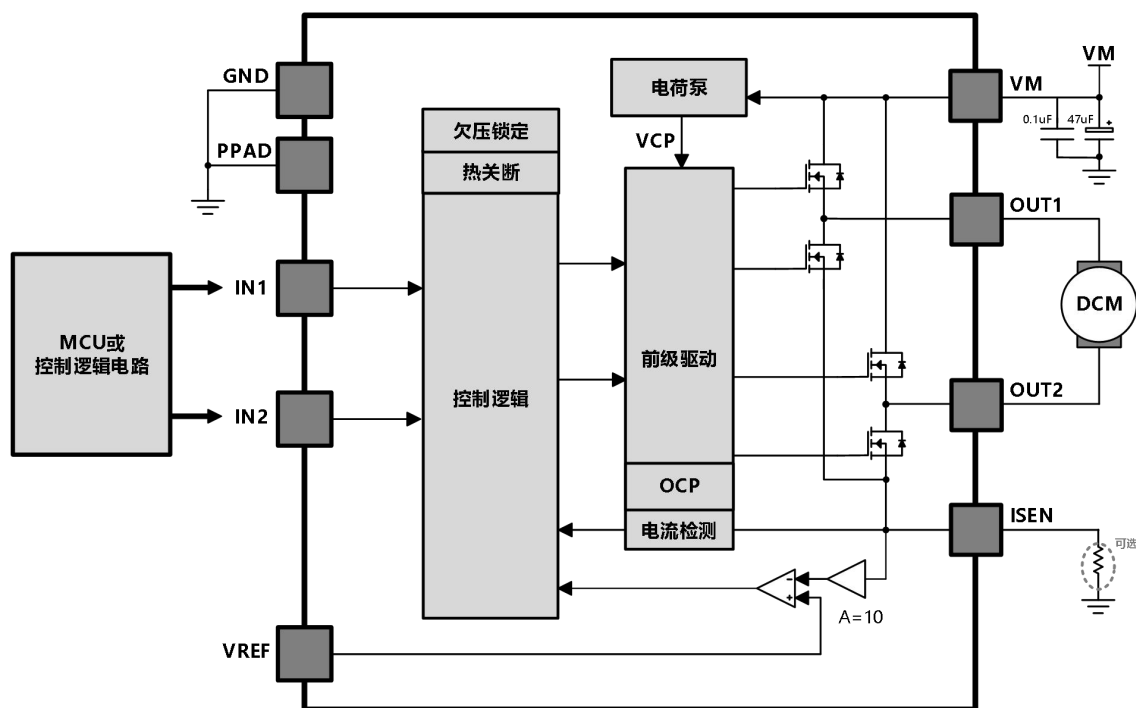 GND
PPAD
MCU或
控制逻辑电路
IN1
IN2
VREF
欠压锁定
热关断
控制逻辑
电荷泵
VCP
前级驱动
OCP
电流检测
-
+
A=10
VM
VM
0.1uF
47uF
+
OUT1
DCM
OUT2
ISEN
可选